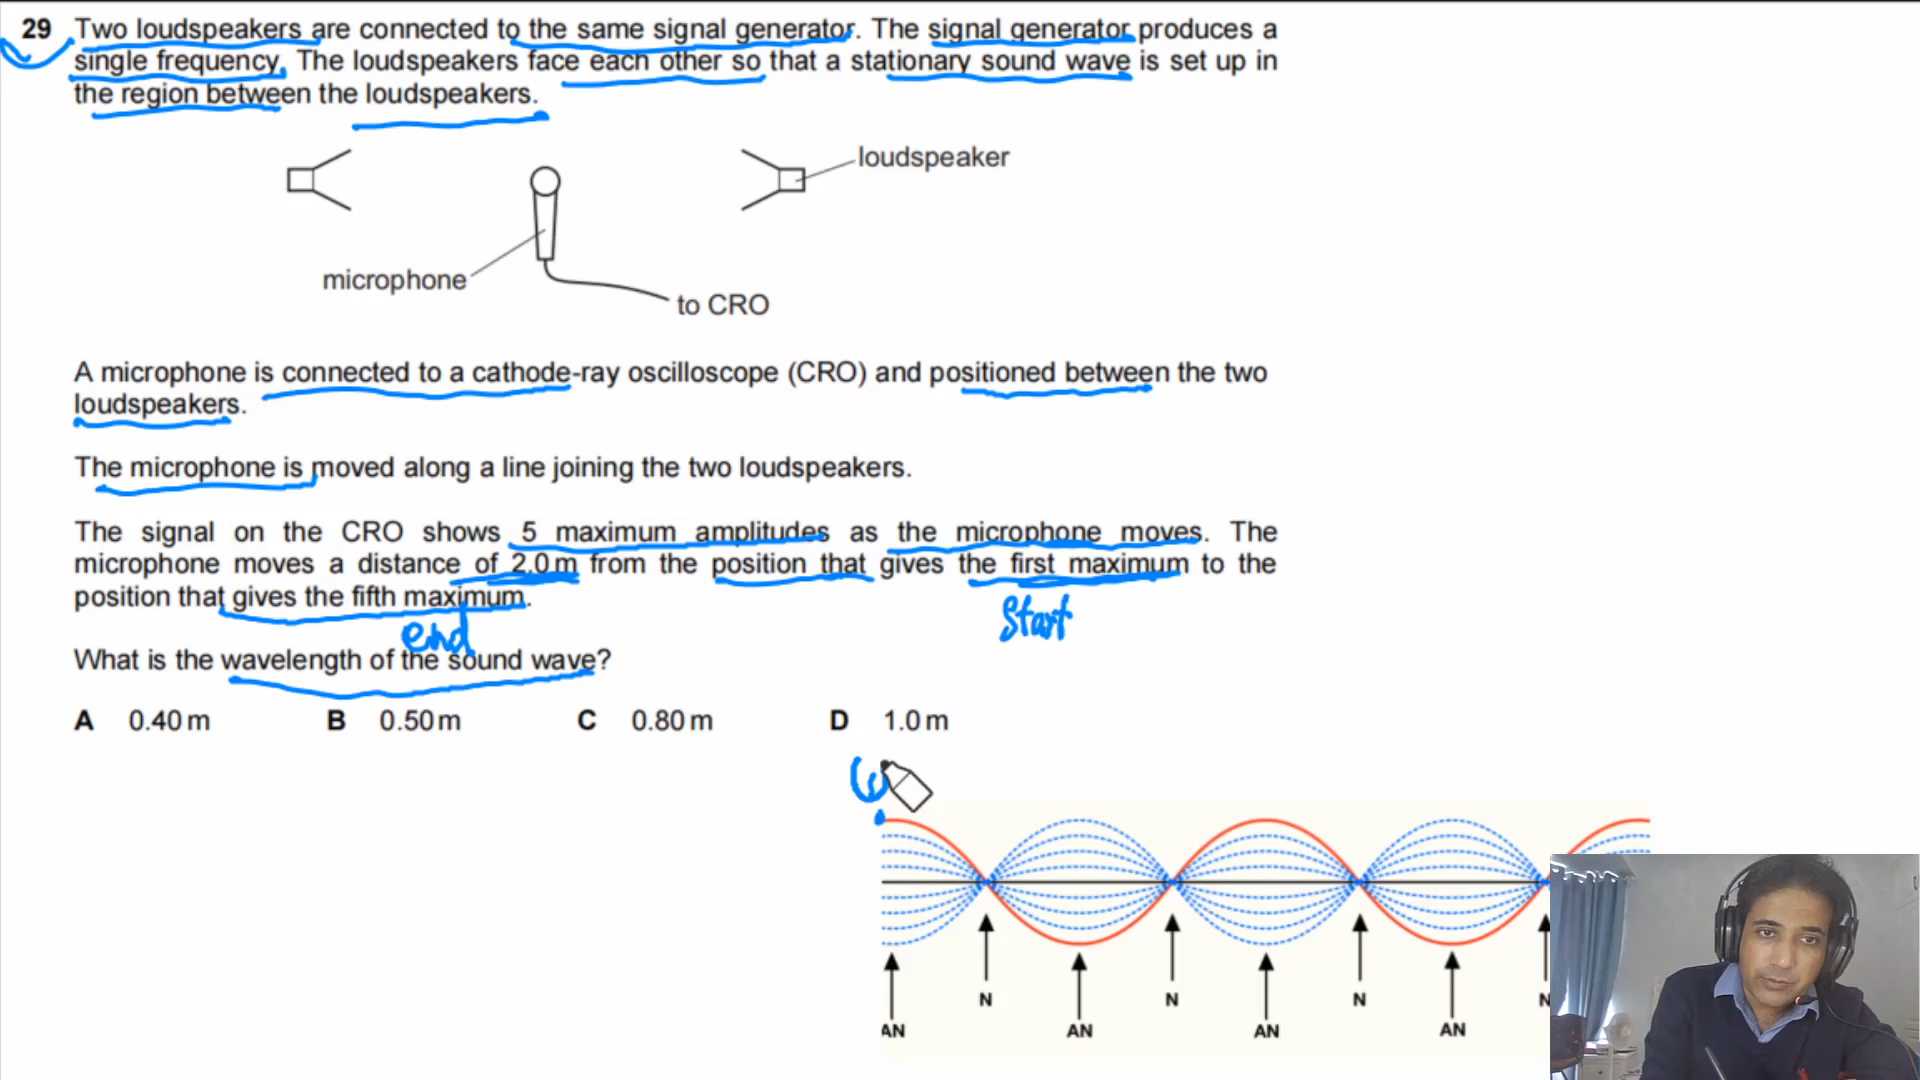 29 Two loudspeakers are connected to the same signal generator. The signal generator produces a
single frequency. The loudspeakers face each other so that a stationary sound wave is set up in
the region between the loudspeakers.
loudspeaker
microphone
to CRO
A microphone is connected to a cathode-ray oscilloscope (CRO) and positioned between the two
loudspeakers.
The microphone is moved along a line joining the two loudspeakers.
The signal on the CRO shows 5 maximum amplitudes as the microphone moves. The
microphone moves a distance of 2.0 m from the position that gives the first maximum to the
position that gives the fifth maximum.
Start
end
What is the wavelength of the sound wave?
A 0.40 m B 0.50 m C 0.80 m D 1.0 m
N N N N
AN AN AN AN